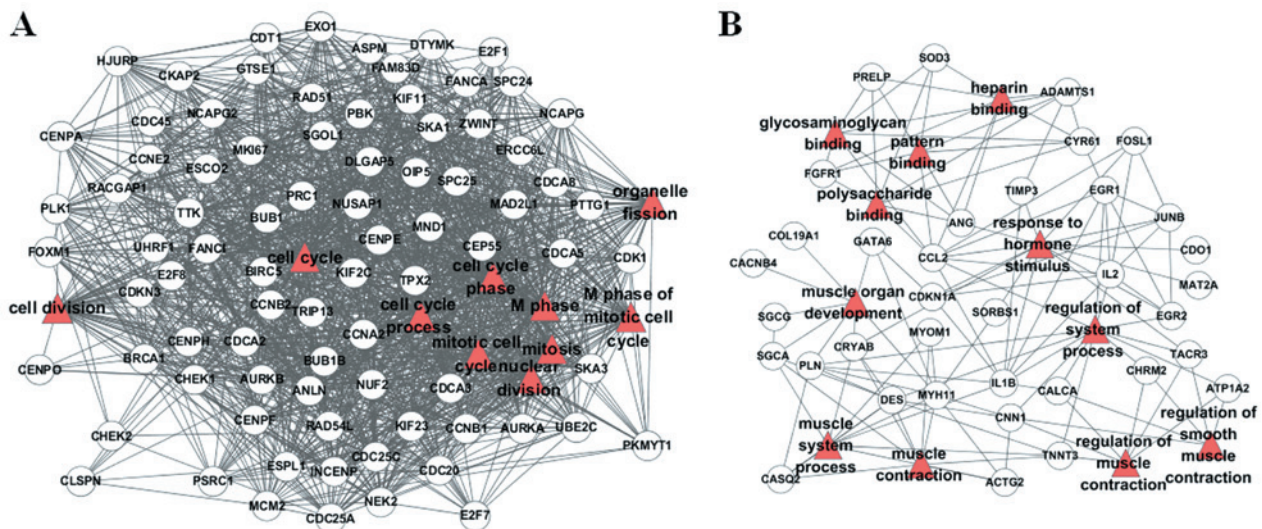 A
EXO1
CDT1
ASPM
DTYMK
E2F1
HJURP
GTSE1
FAM83D
CKAP2
FANCA
SPC24
RAD51
KIF11
NCAPG2
PBK
NCAPG
CDC45
SKA1
ZWINT
CENPA
SGOL1
CCNE2
MKI67
ERCC6L
DLGAP5
ESCO2
OIP5
SPC25
CDCA8
RACGAP1
organelle
fission
PRC1
NUSAP1
MAD2L1
PTTG1
PLK1
TTK
BUB1
MND1
UHRF1
FANCI
CENPE
CEP55
FOXM1
CDCA5
CDK1
cell cycle
E2F8
BIRC5
KIF2C
TPX2
cell cycle
phase
CDKN3
CCNB2
cell division
TRIP13
cell cycle
process
M phase
M phase of
mitotic cell
cycle
CCNA2
CENPH
CDCA2
mitotic cell
cycle
mitosis
BRCA1
BUB1B
nuclear
division
SKA3
CENPO
CHEK1
AURKB
ANLN
NUF2
CDCA3
CENPF
RAD54L
KIF23
CCNB1
AURKA
UBE2C
CHEK2
PKMYT1
CDC25C
ESPL1
INCENP
CDC20
CLSPN
PSRC1
MCM2
NEK2
CDC25A
E2F7
B
SOD3
PRELP
heparin
binding
ADAMTS1
glycosaminoglycan
binding
pattern
binding
CYR61
FOSL1
FGFR1
polysaccharide
binding
TIMP3
EGR1
ANG
response to
hormone
stimulus
JUNB
COL19A1
GATA6
CCL2
CDO1
CACNB4
IL2
MAT2A
muscle organ
development
CDKN1A
SORBS1
regulation of
system
process
EGR2
SGCG
MYOM1
SGCA
CRYAB
PLN
TACR3
CHRM2
IL1B
CALCA
ATP1A2
DES
MYH11
CNN1
regulation of
smooth
muscle
contraction
muscle
system
process
muscle
contraction
TNNT3
regulation of
muscle
contraction
CASQ2
ACTG2